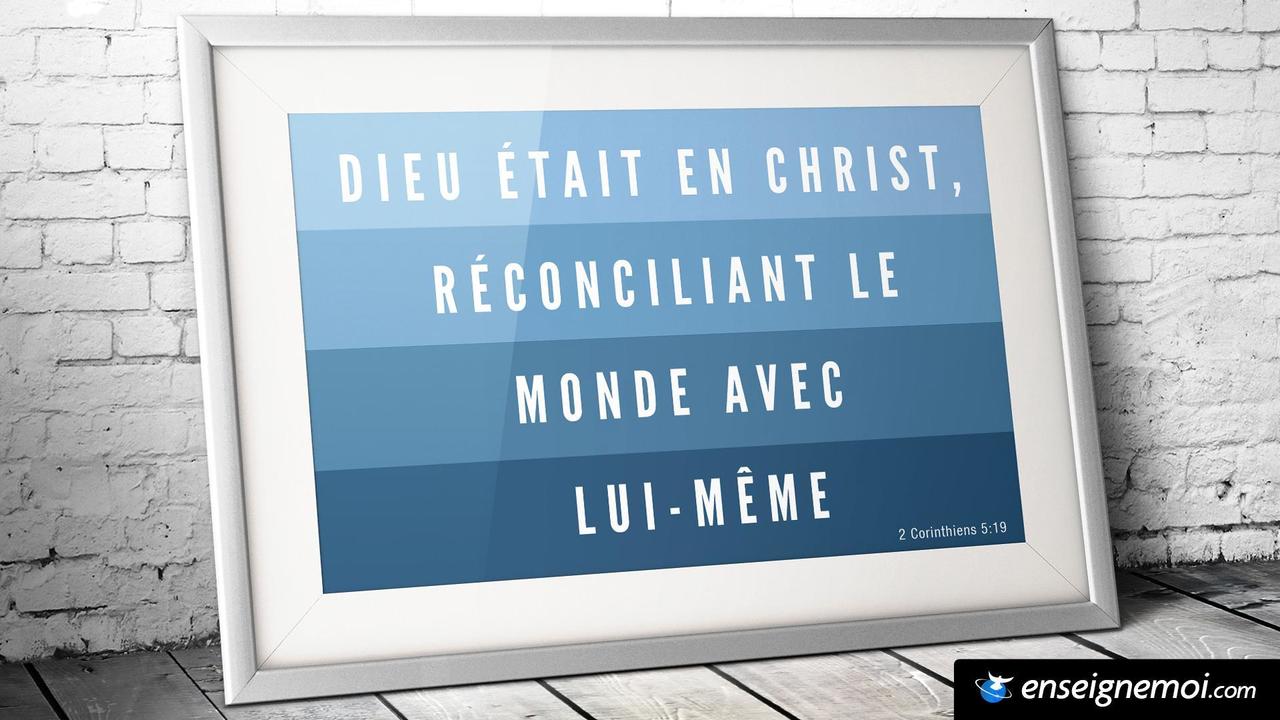 DIEU ÉTAIT EN CHRIST,
RÉCONCILIANT LE
MONDE AVEC
LUI-MÊME
2 Corinthiens 5:19
enseignemoi.com